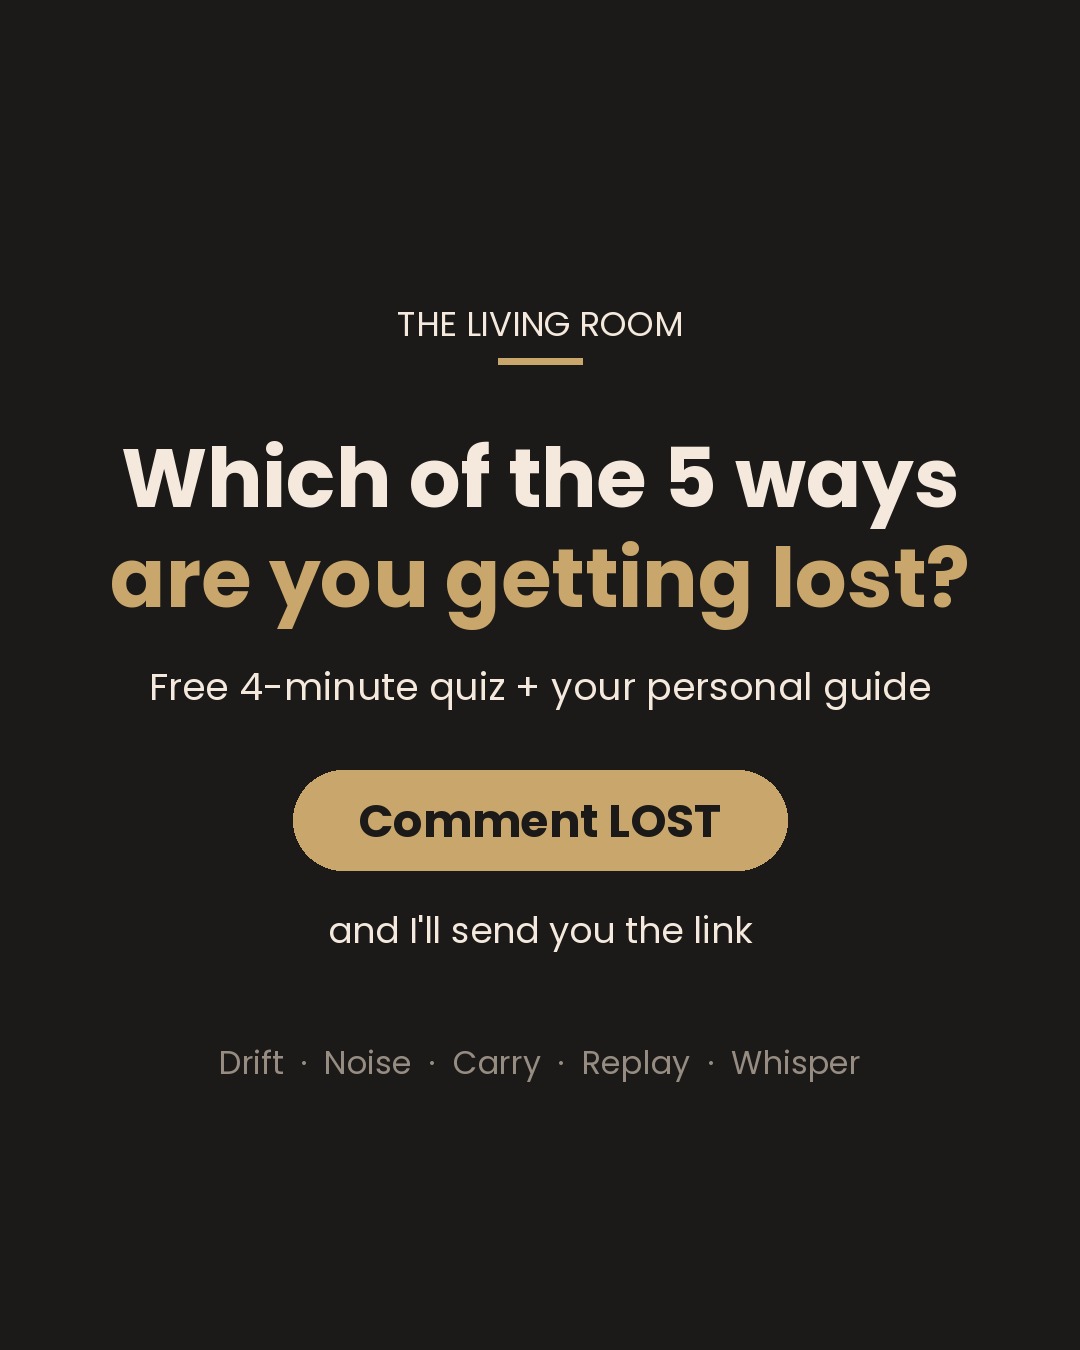 THE LIVING ROOM
Which of the 5 ways
are you getting lost?
Free 4-minute quiz + your personal guide
Comment LOST
and I'll send you the link
Drift · Noise · Carry · Replay · Whisper